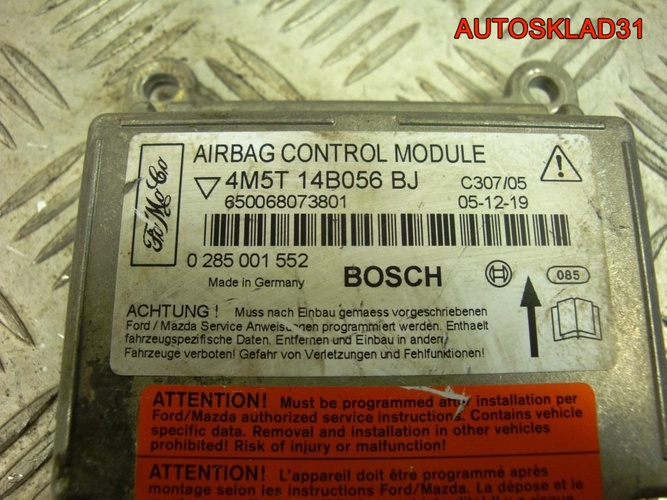 AUTOSKLAD31
AIRBAG CONTROL MODULE
4M5T 14B056 BJ
C307/05
650068073801
05-12-19
0 285 001 552
Made in Germany
BOSCH
085
FoMoCo
ACHTUNG ! Muss nach Einbau gemaess vorgeschriebenen
Ford / Mazda Service Anweisungen programmiert werden. Enthaelt
fahrzeugspezifische Daten. Entfernen und Einbau in andere
Fahrzeuge verboten! Gefahr von Verletzungen und Fehlfunktionen!
ATTENTION! Must be programmed after installation per
Ford/Mazda authorized service instructions. Contains vehicle
specific data. Removal and installation in other vehicles
prohibited! Risk of injury or malfunction!
ATTENTION! L'appareil doit être programmé après
montage selon les instructions Ford/Mazda. La dépose et le